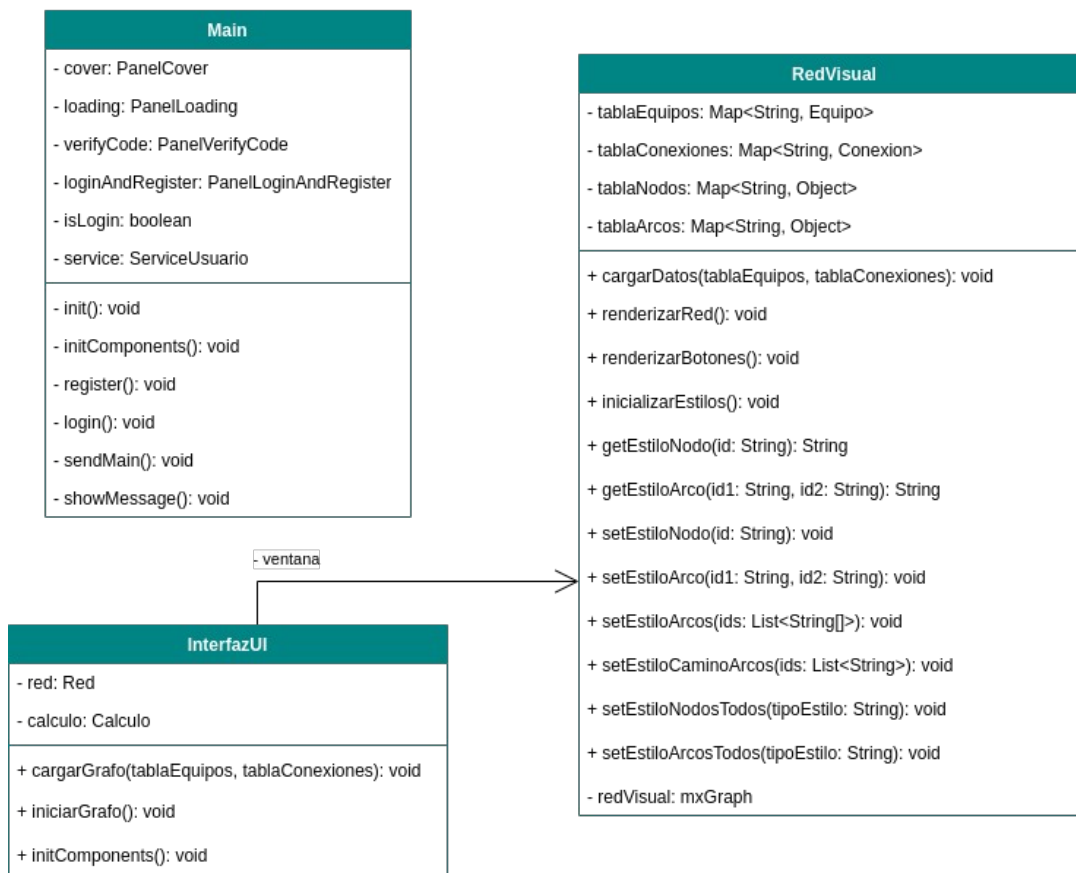 Main
- cover: PanelCover
- loading: PanelLoading
- verifyCode: PanelVerifyCode
- loginAndRegister: PanelLoginAndRegister
- isLogin: boolean
- service: ServiceUsuario
- init(): void
- initComponents(): void
- register(): void
- login(): void
- sendMain(): void
- showMessage(): void
RedVisual
- tablaEquipos: Map<String, Equipo>
- tablaConexiones: Map<String, Conexion>
- tablaNodos: Map<String, Object>
- tablaArcos: Map<String, Object>
+ cargarDatos(tablaEquipos, tablaConexiones): void
+ renderizarRed(): void
+ renderizarBotones(): void
+ inicializarEstilos(): void
+ getEstiloNodo(id: String): String
+ getEstiloArco(id1: String, id2: String): String
+ setEstiloNodo(id: String): void
+ setEstiloArco(id1: String, id2: String): void
+ setEstiloArcos(ids: List<String[]>): void
+ setEstiloCaminoArcos(ids: List<String>): void
+ setEstiloNodosTodos(tipoEstilo: String): void
+ setEstiloArcosTodos(tipoEstilo: String): void
- redVisual: mxGraph
- ventana
InterfazUI
- red: Red
- calculo: Calculo
+ cargarGrafo(tablaEquipos, tablaConexiones): void
+ iniciarGrafo(): void
+ initComponents(): void